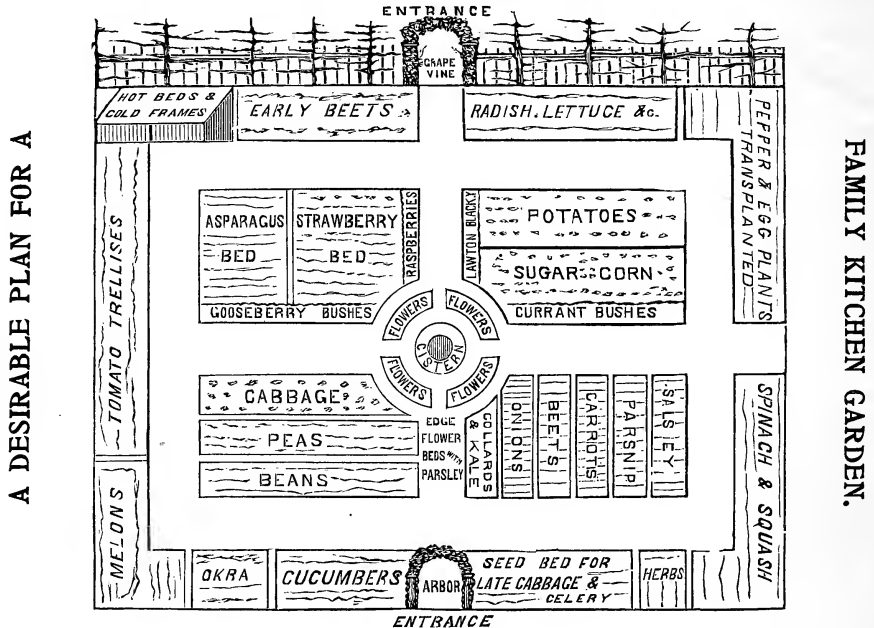 A DESIRABLE PLAN FOR A
FAMILY KITCHEN GARDEN.
ENTRANCE
GRAPE
VINE
HOT BEDS &
COLD FRAMES
EARLY BEETS
RADISH. LETTUCE &c.
PEPPER & EGG PLANTS
TRANSPLANTED
TOMATO TRELLISES
ASPARAGUS
BED
STRAWBERRY
BED
RASPBERRIES
LAWTON BLACK.Y
POTATOES
SUGAR CORN
GOOSEBERRY BUSHES
CURRANT BUSHES
FLOWERS
FLOWERS
CISTERN
FLOWERS
FLOWERS
CABBAGE
PEAS
BEANS
EDGE
FLOWER
BEDS WITH
PARSLEY
COLLARDS
& KALE
ONIONS
BEETS
CARROTS
PARSNIP
SALSEY
SPINACH & SQUASH
MELONS
OKRA
CUCUMBERS
ARBOR
SEED BED FOR
LATE CABBAGE &
CELERY
HERBS
ENTRANCE